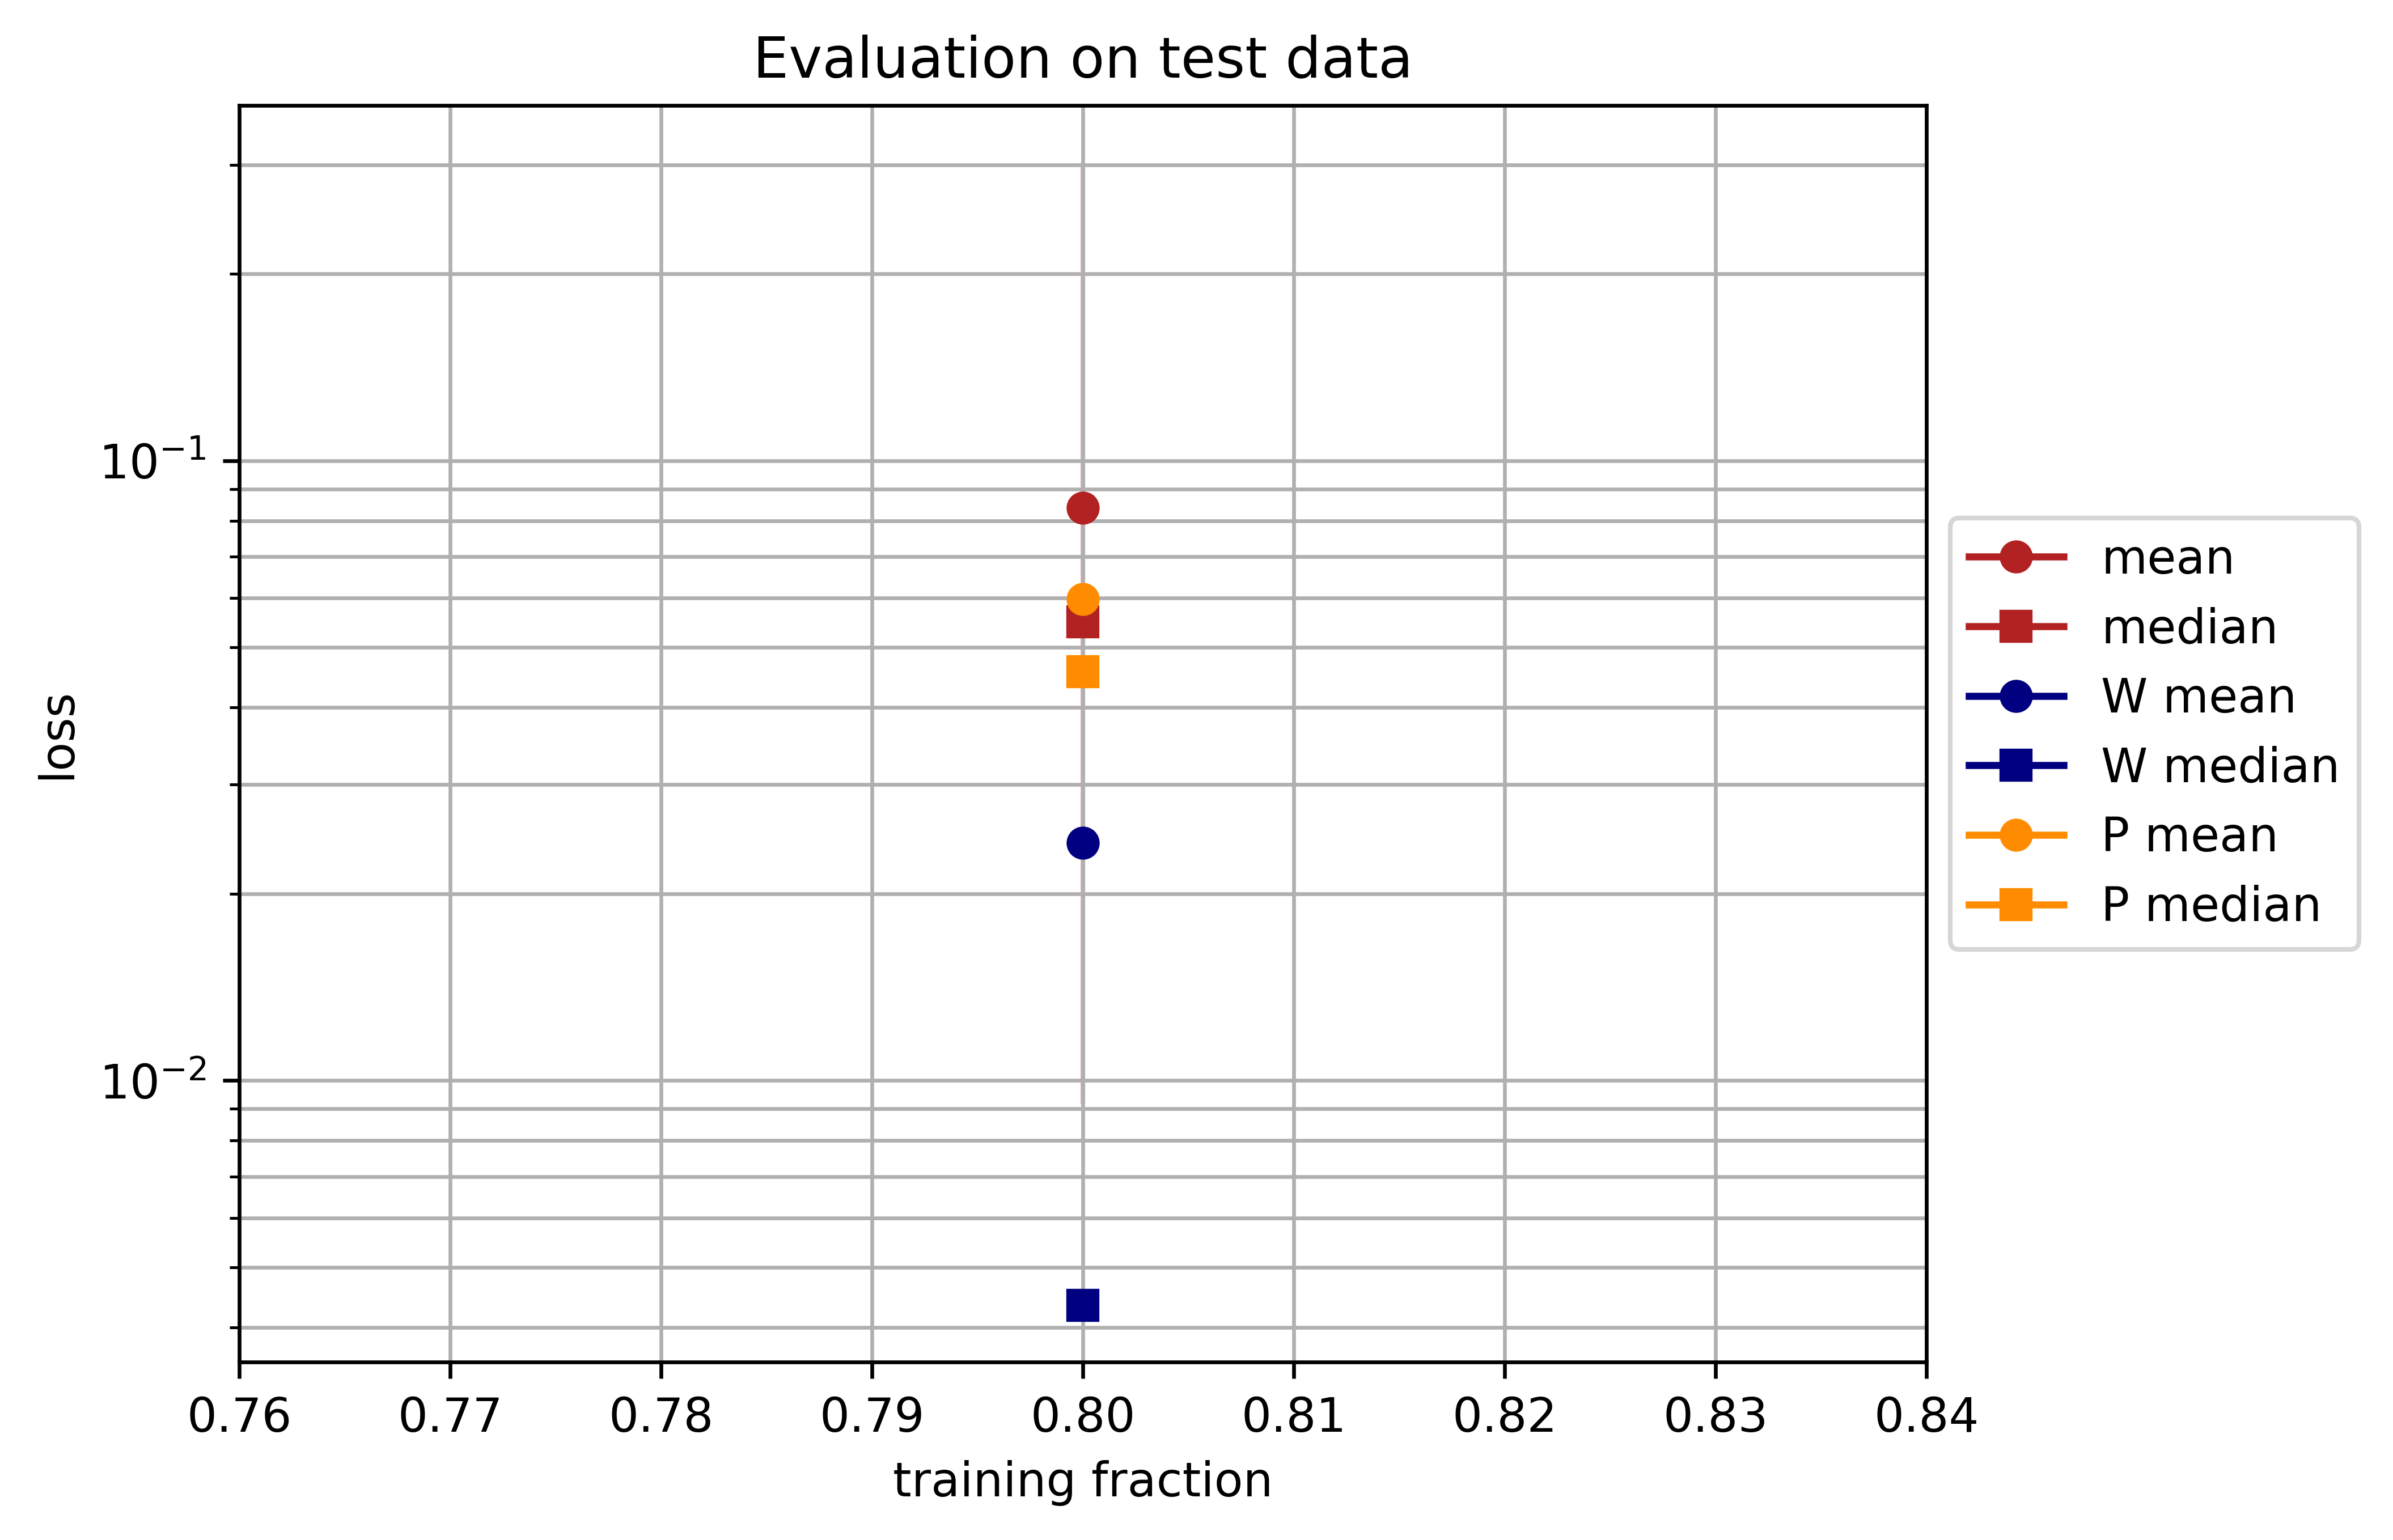 Evaluation on test data
loss
10⁻¹
10⁻²
0.76 0.77 0.78 0.79 0.80 0.81 0.82 0.83 0.84
training fraction
mean
median
W mean
W median
P mean
P median